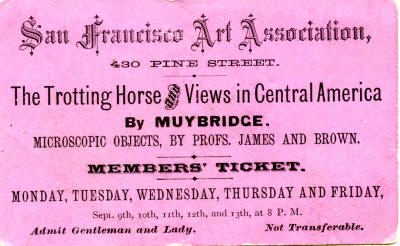 San Francisco Art Association,
430 PINE STREET.
The Trotting Horse and Views in Central America
By MUYBRIDGE.
MICROSCOPIC OBJECTS, BY PROFS. JAMES AND BROWN.
MEMBERS' TICKET.
MONDAY, TUESDAY, WEDNESDAY, THURSDAY AND FRIDAY,
Sept. 9th, 10th, 11th, 12th, and 13th, at 8 P. M.
Admit Gentleman and Lady. Not Transferable.